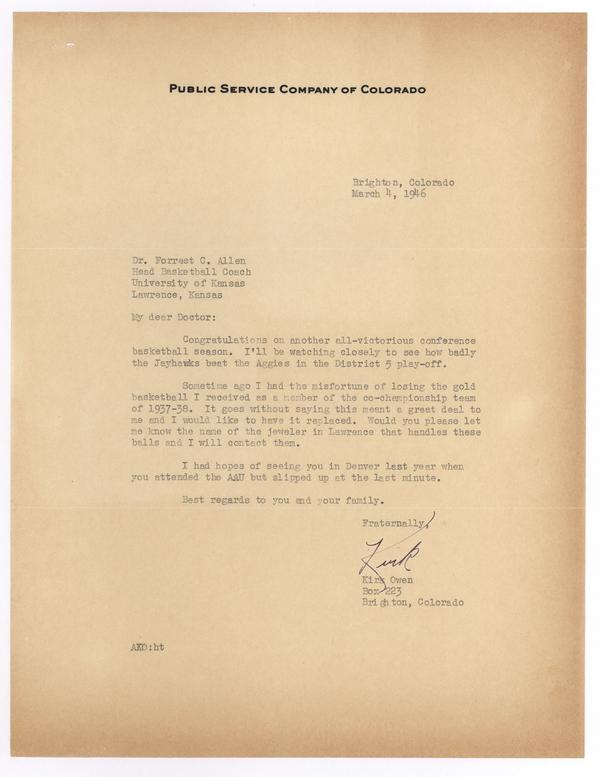 PUBLIC SERVICE COMPANY OF COLORADO
Brighton, Colorado
March 4, 1946
Dr. Forrest C. Allen
Head Basketball Coach
University of Kansas
Lawrence, Kansas
My dear Doctor:
Congratulations on another all-victorious conference
basketball season. I'll be watching closely to see how badly
the Jayhawks beat the Aggies in the District 5 play-off.
Sometime ago I had the misfortune of losing the gold
basketball I received as a member of the co-championship team
of 1937-38. It goes without saying this meant a great deal to
me and I would like to have it replaced. Would you please let
me know the name of the jeweler in Lawrence that handles these
balls and I will contact them.
I had hopes of seeing you in Denver last year when
you attended the AAU but slipped up at the last minute.
Best regards to you and your family.
Fraternally,
Kirk
Kirk Owen
Box 223
Brighton, Colorado
AKO:ht